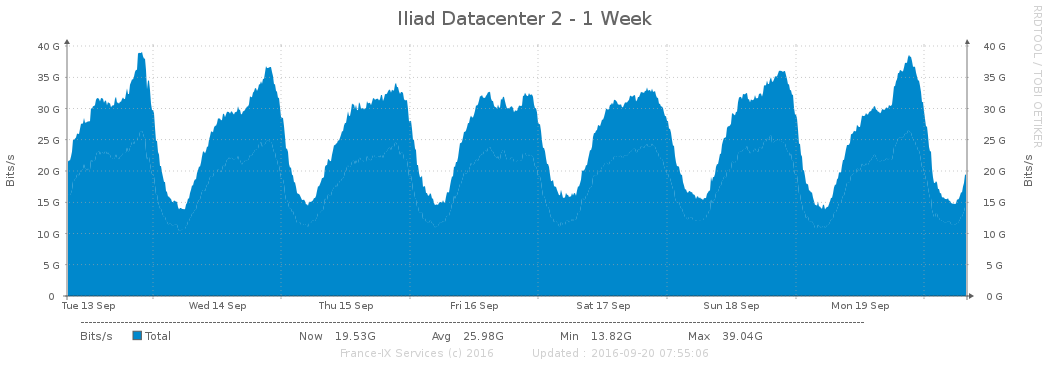 Iliad Datacenter 2 - 1 Week
RRDTOOL / TOBI OETIKER
40 G 40 G
35 G 35 G
30 G 30 G
25 G 25 G
20 G 20 G
15 G 15 G
10 G 10 G
5 G 5 G
0 0 G
Bits/s Bits/s
Tue 13 Sep Wed 14 Sep Thu 15 Sep Fri 16 Sep Sat 17 Sep Sun 18 Sep Mon 19 Sep
Bits/s Total Now 19.53G Avg 25.98G Min 13.82G Max 39.04G
France-IX Services (c) 2016 Updated : 2016-09-20 07:55:06